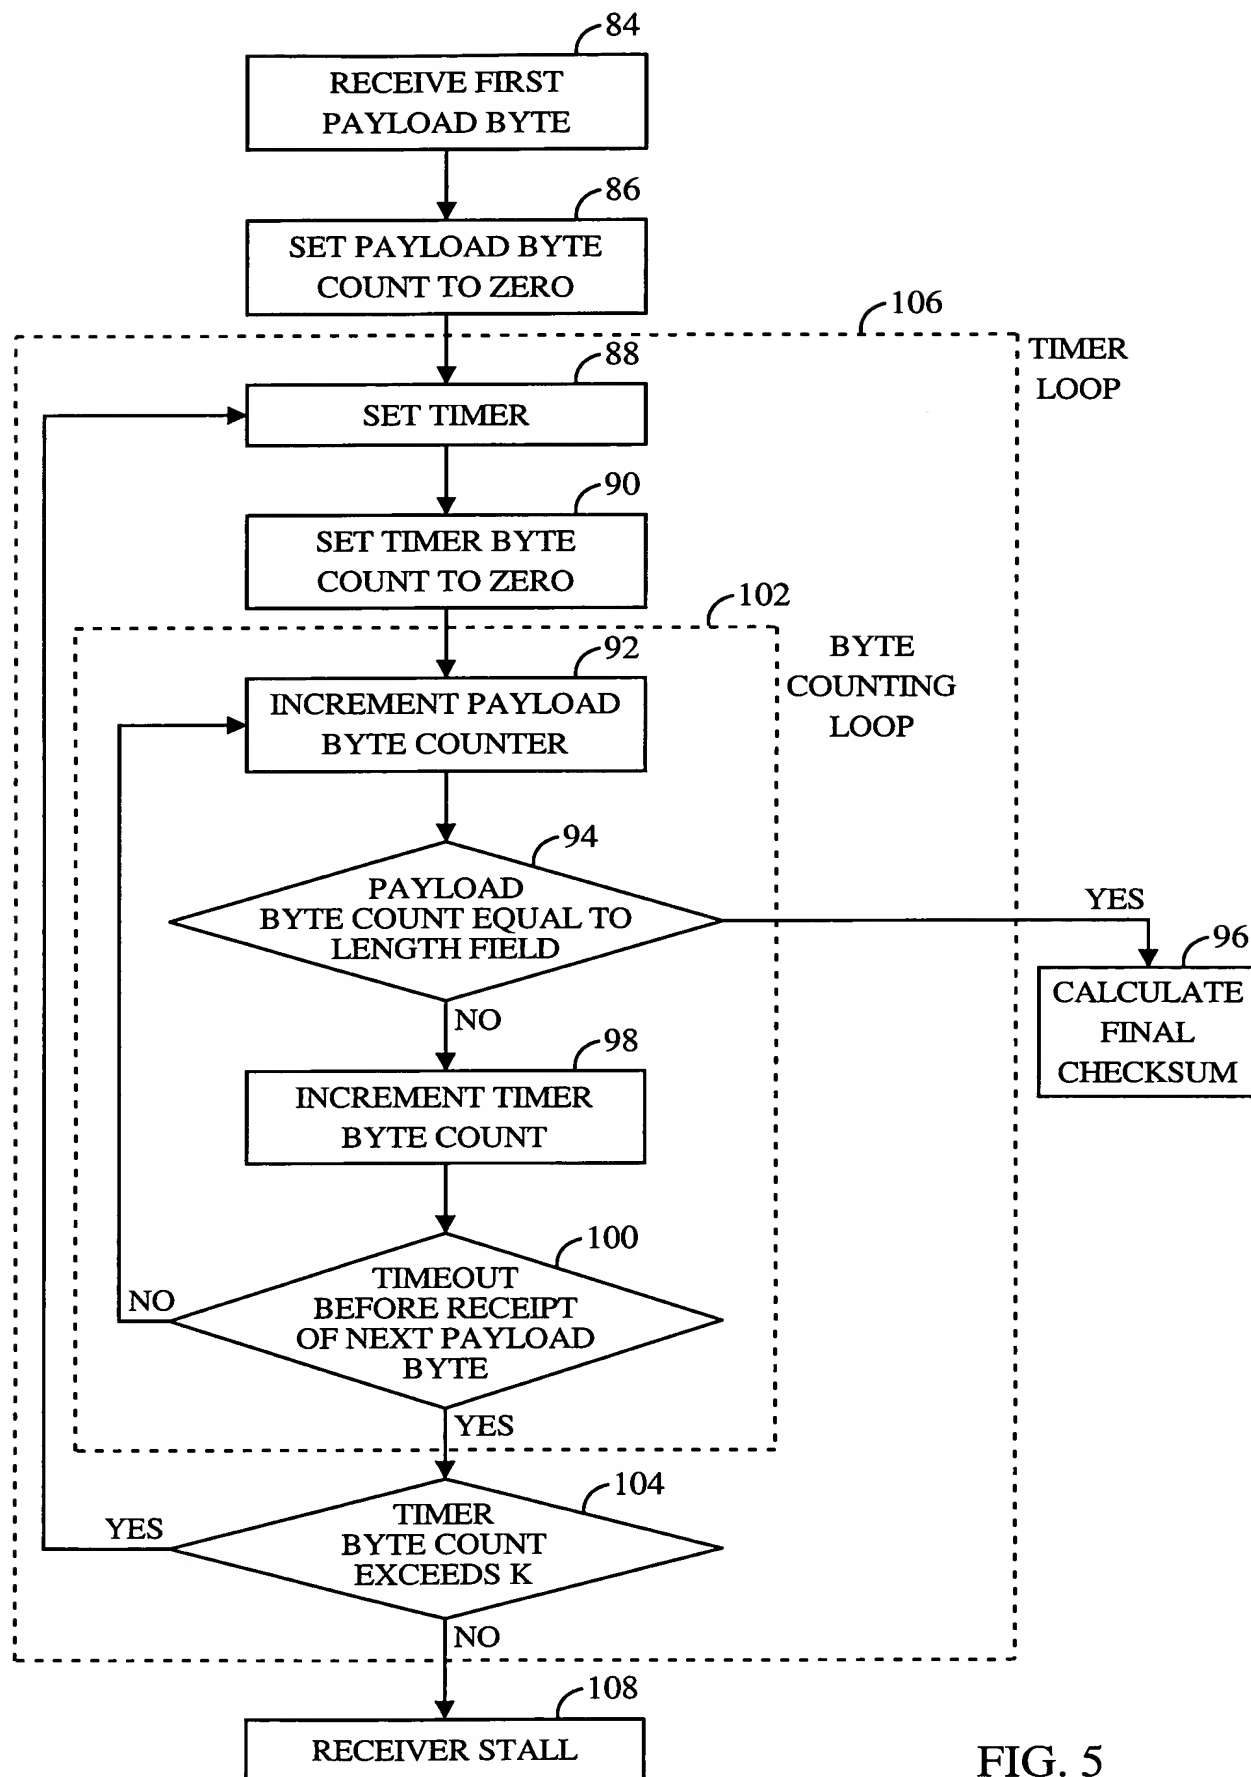 84
RECEIVE FIRST
PAYLOAD BYTE
86
SET PAYLOAD BYTE
COUNT TO ZERO
106
TIMER
LOOP
88
SET TIMER
90
SET TIMER BYTE
COUNT TO ZERO
102
BYTE
COUNTING
LOOP
92
INCREMENT PAYLOAD
BYTE COUNTER
94
PAYLOAD
BYTE COUNT EQUAL TO
LENGTH FIELD
YES
96
CALCULATE
FINAL
CHECKSUM
NO
98
INCREMENT TIMER
BYTE COUNT
100
TIMEOUT
BEFORE RECEIPT
OF NEXT PAYLOAD
BYTE
NO
YES
104
TIMER
BYTE COUNT
EXCEEDS K
YES
NO
108
RECEIVER STALL
FIG. 5